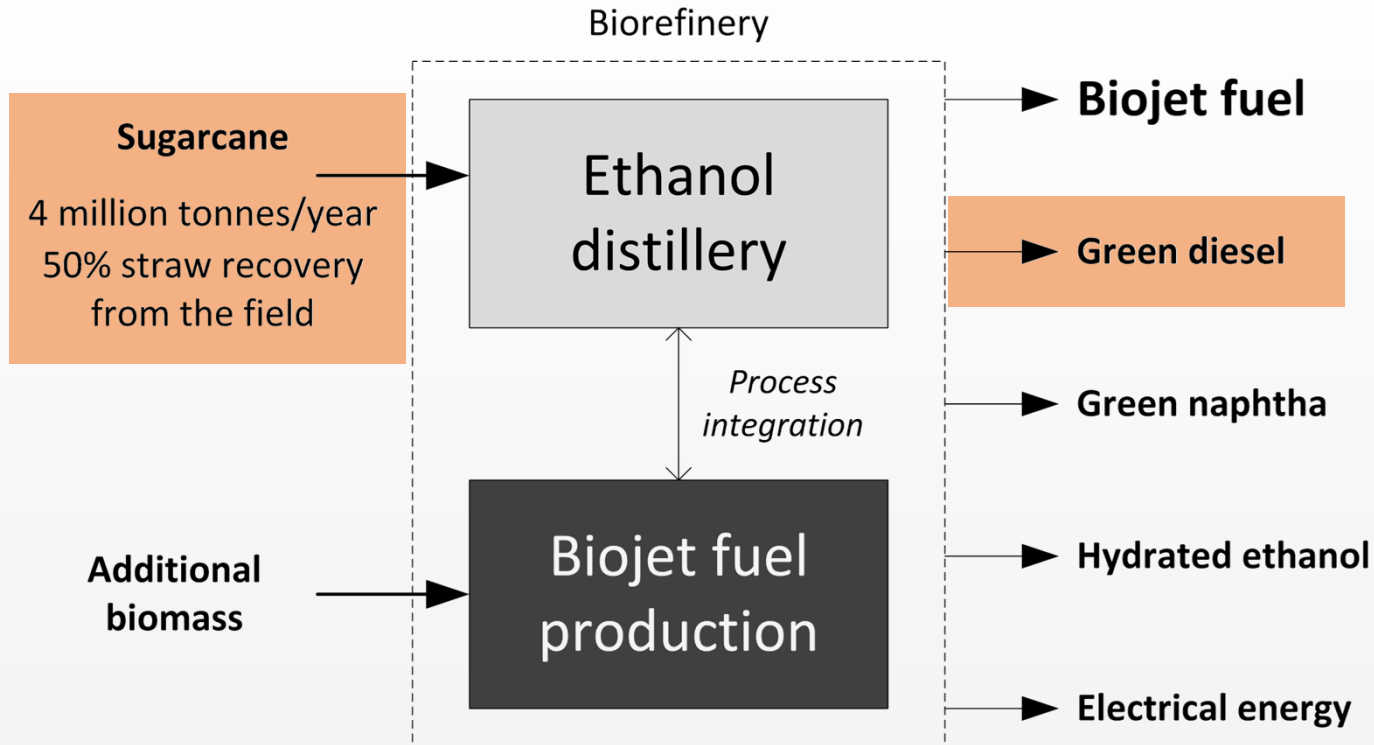 Biorefinery
Sugarcane
4 million tonnes/year
50% straw recovery
from the field
Ethanol
distillery
Process
integration
Additional
biomass
Biojet fuel
production
Biojet fuel
Green diesel
Green naphtha
Hydrated ethanol
Electrical energy